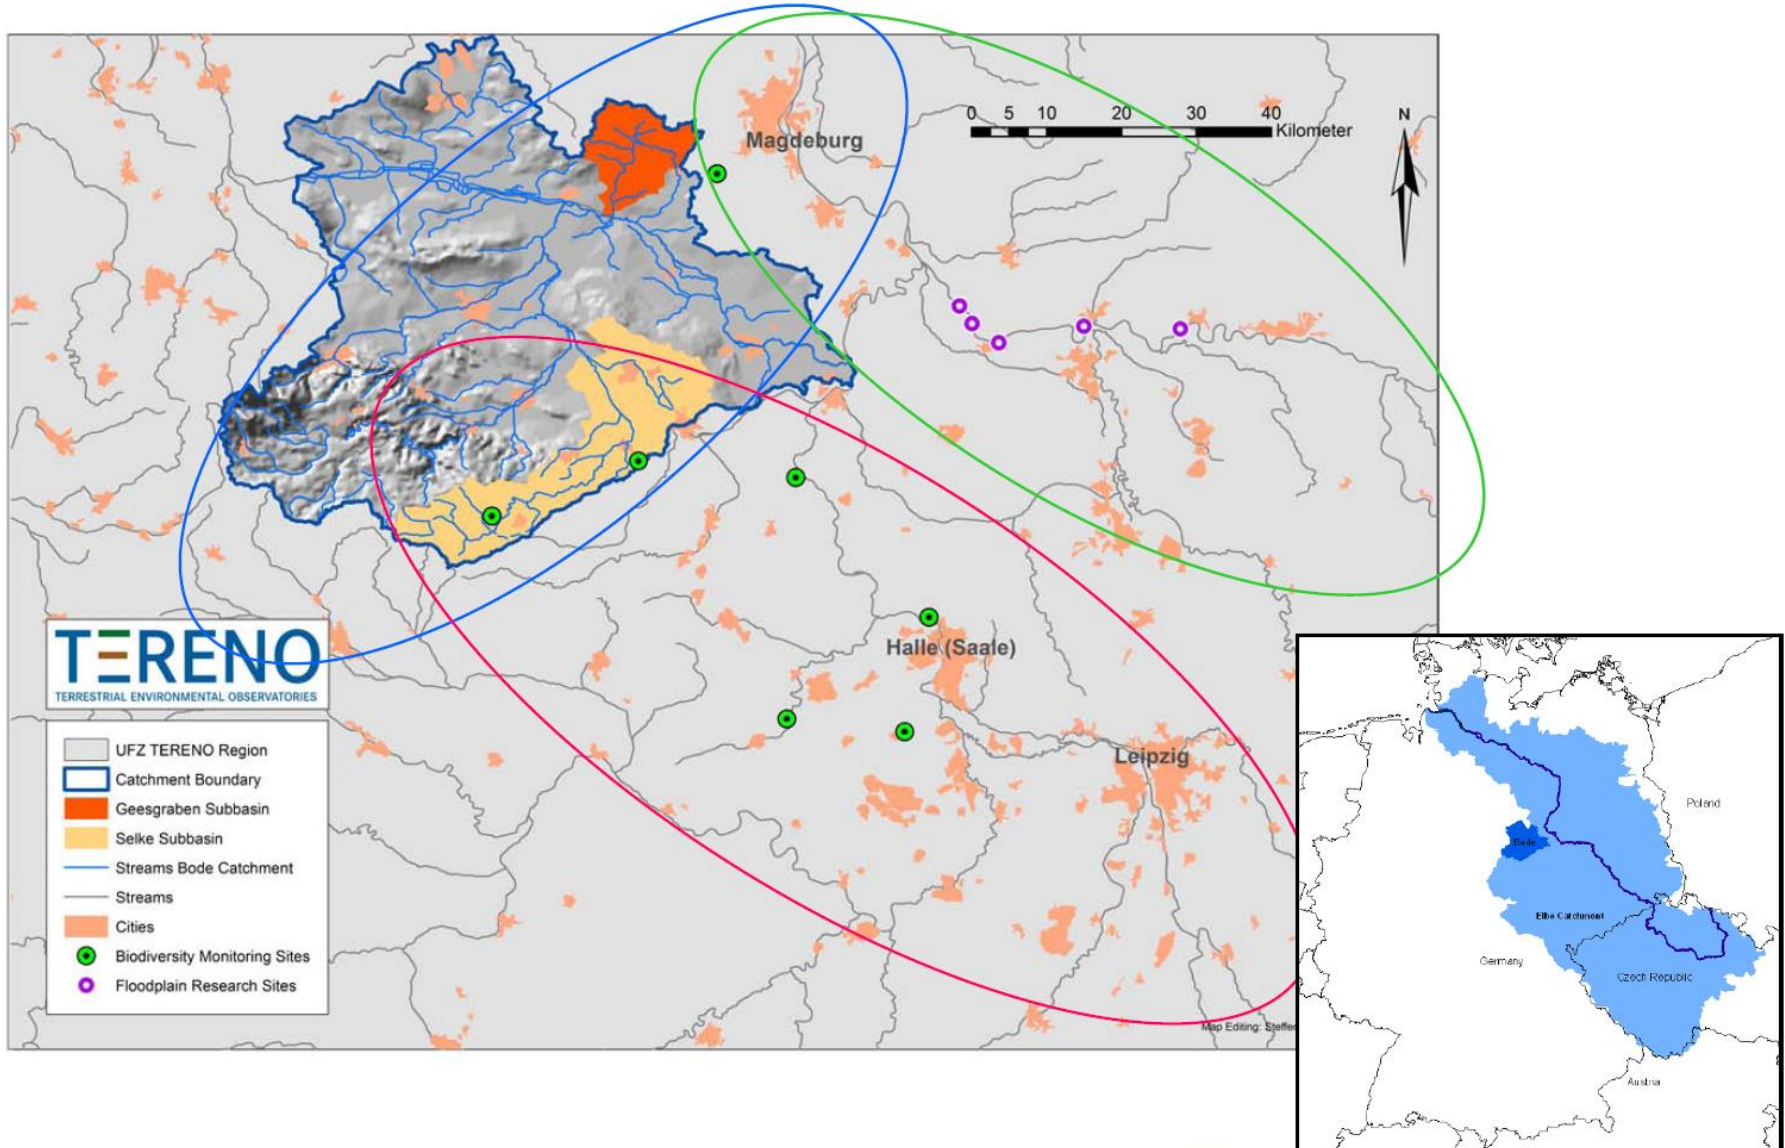 0 5 10 20 30 40
Kilometer
N
Magdeburg
Halle (Saale)
Leipzig
TERENO
TERRESTRIAL ENVIRONMENTAL OBSERVATORIES
UFZ TERENO Region
Catchment Boundary
Geesgraben Subbasin
Selke Subbasin
Streams Bode Catchment
Streams
Cities
Biodiversity Monitoring Sites
Floodplain Research Sites
Map Editing: Steffe
Poland
Bode
Elbe Catchment
Germany
Czech Republic
Austria